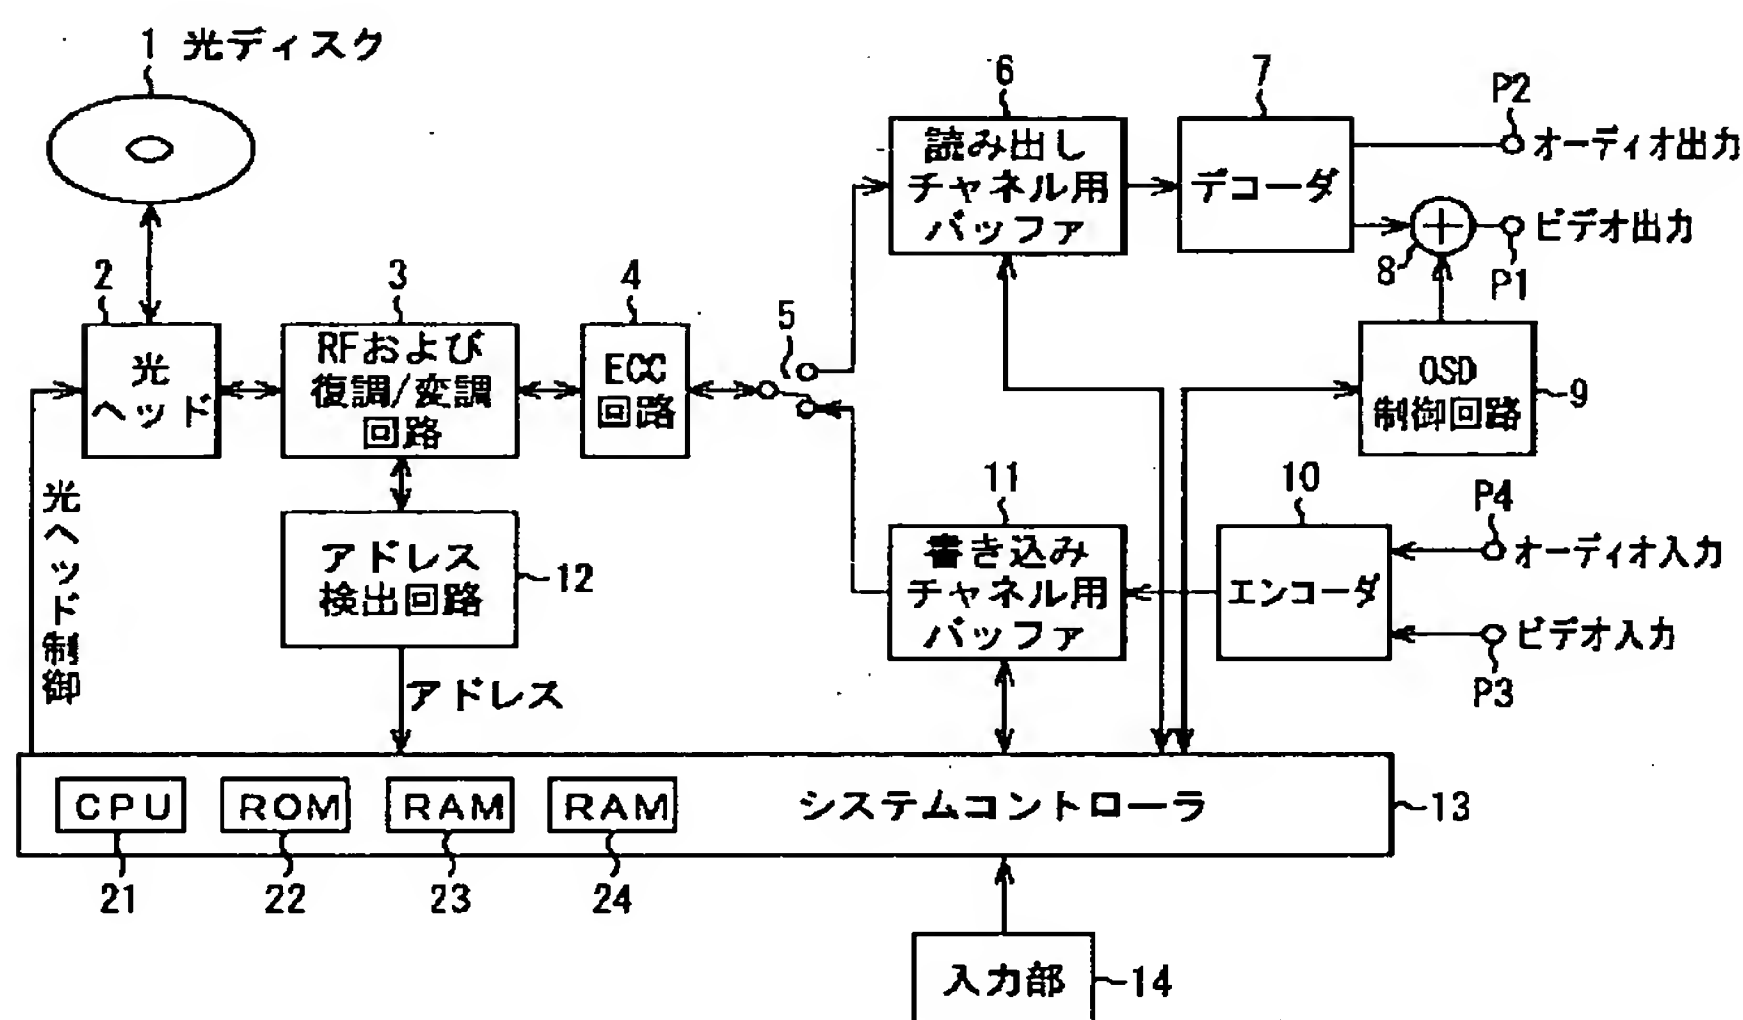 1 光ディスク
2
光
ヘッド
3
RFおよび
復調/変調
回路
4
ECC
回路
5
6
読み出し
チャネル用
バッファ
7
デコーダ
P2
オーディオ出力
8
ビデオ出力
P1
OSD
制御回路
9
光ヘッド制御
アドレス
検出回路
12
アドレス
11
書き込み
チャネル用
バッファ
10
エンコーダ
P4
オーディオ入力
ビデオ入力
P3
CPU
ROM
RAM
RAM
システムコントローラ
13
21
22
23
24
入力部
14